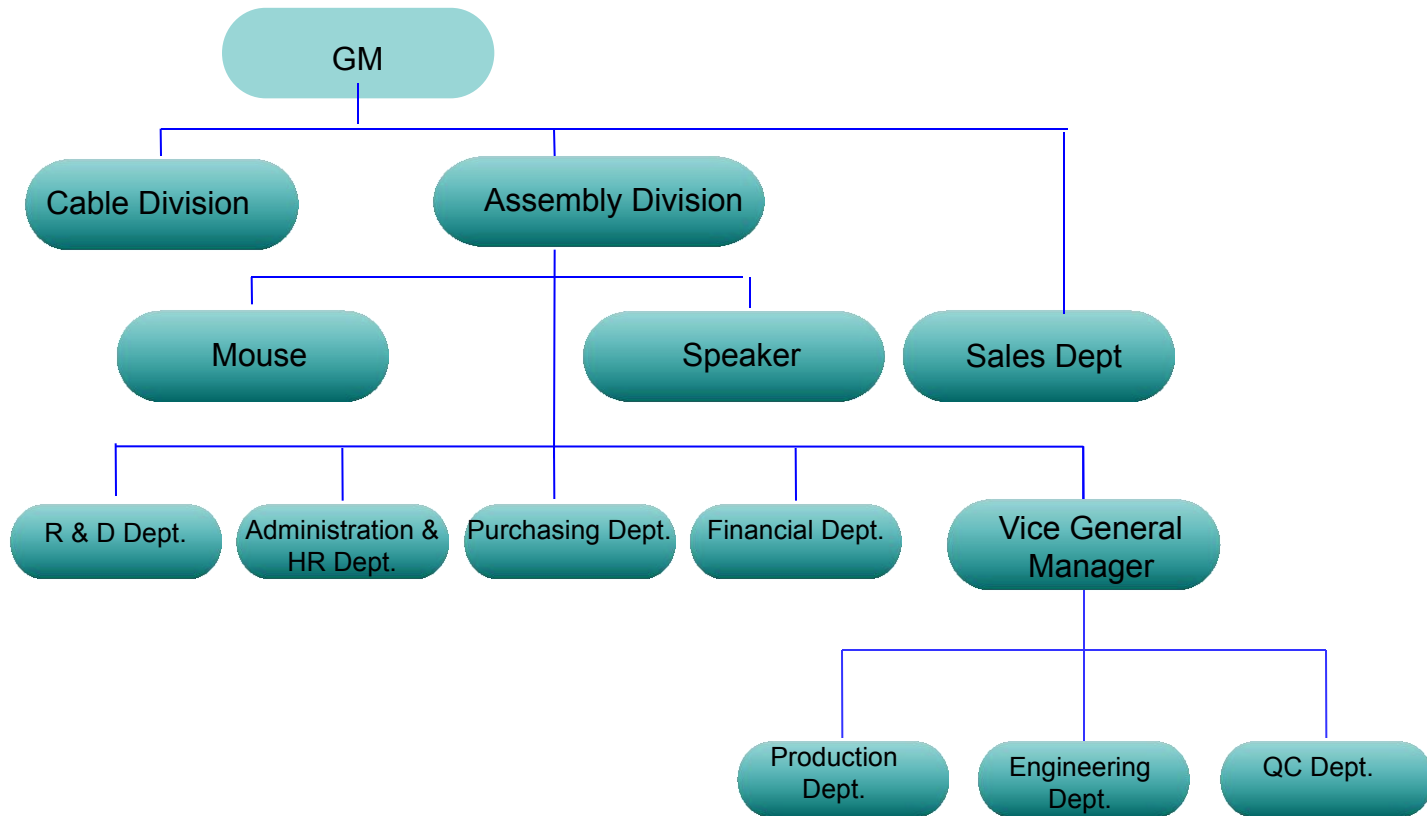 GM
Cable Division
Assembly Division
Mouse
Speaker
Sales Dept
R & D Dept.
Administration &
HR Dept.
Purchasing Dept.
Financial Dept.
Vice General
Manager
Production
Dept.
Engineering
Dept.
QC Dept.